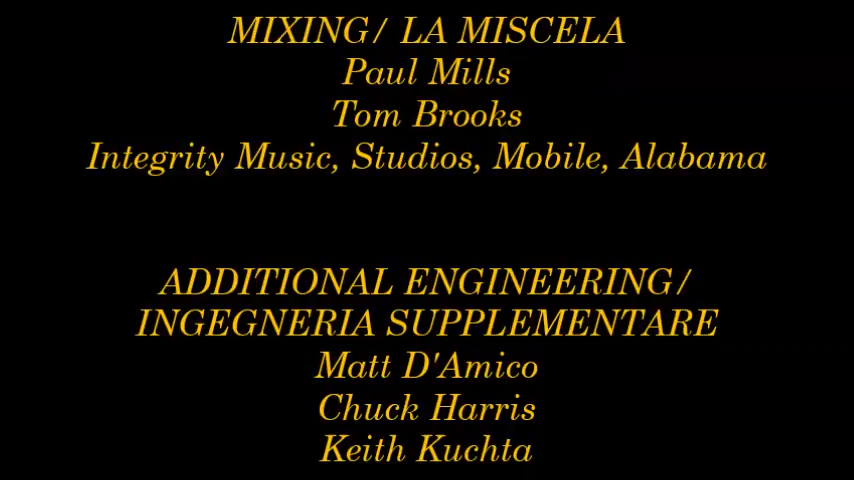 MIXING/ LA MISCELA
Paul Mills
Tom Brooks
Integrity Music, Studios, Mobile, Alabama
ADDITIONAL ENGINEERING/
INGEGNERIA SUPPLEMENTARE
Matt D'Amico
Chuck Harris
Keith Kuchta